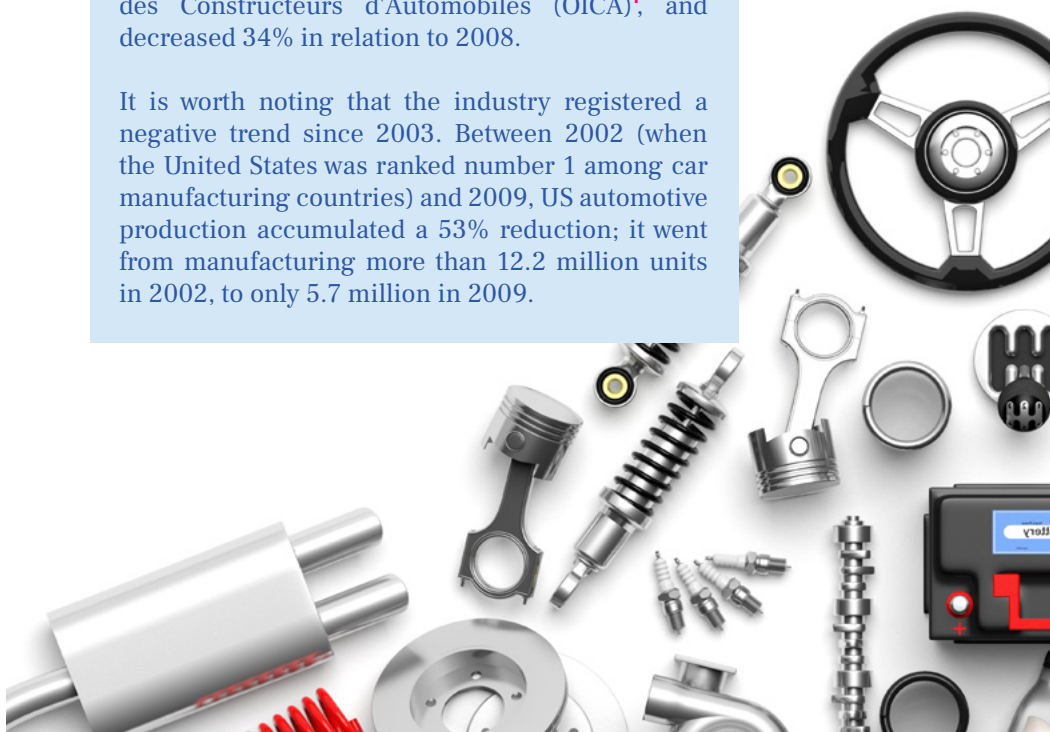 des Constructeurs d'Automobiles (OICA)¹, and
decreased 34% in relation to 2008.
It is worth noting that the industry registered a
negative trend since 2003. Between 2002 (when
the United States was ranked number 1 among car
manufacturing countries) and 2009, US automotive
production accumulated a 53% reduction; it went
from manufacturing more than 12.2 million units
in 2002, to only 5.7 million in 2009.